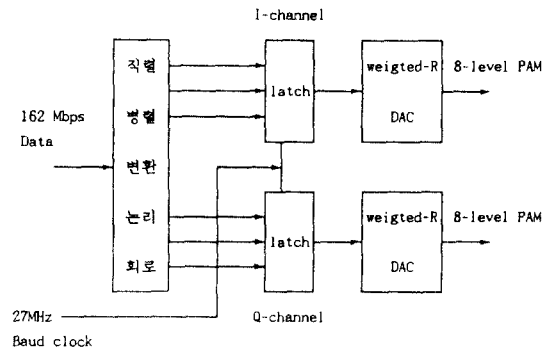 I-channel
직렬
병렬
변환
논리
회로
162 Mbps
Data
latch
weigted-R
DAC
8-level PAM
latch
weigted-R
DAC
8-level PAM
27MHz
Baud clock
Q-channel